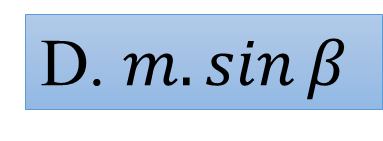 D. m. sin β